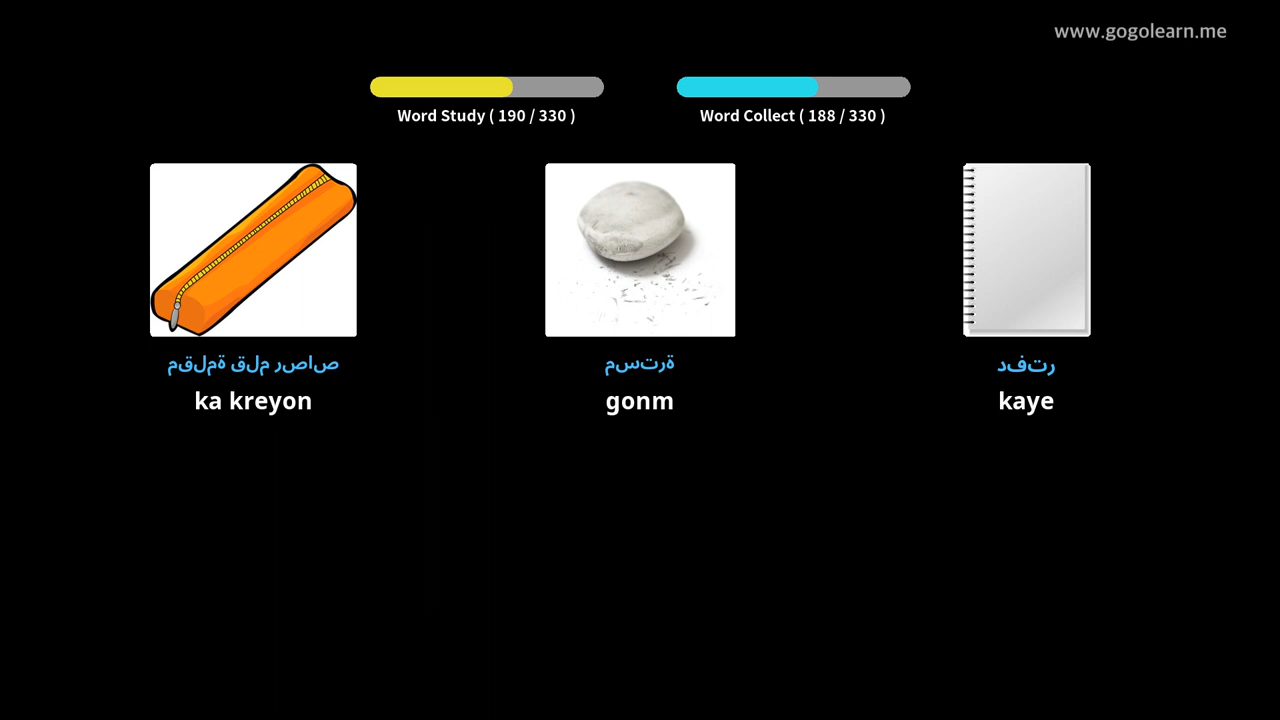 www.gogolearn.me
Word Study ( 190 / 330 )
Word Collect ( 188 / 330 )
مقلمة قلم رصاص
مسترة
دفتر
ka kreyon
gonm
kaye